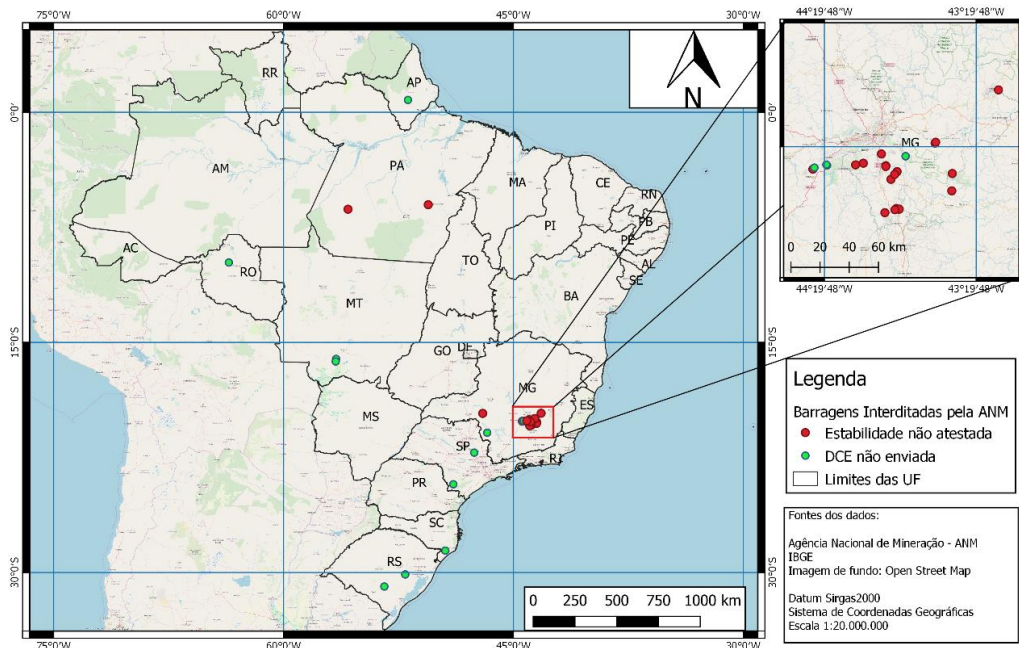 75°0'W 60°0'W 45°0'W 30°0'W
44°19'48"W 43°19'48"W
RR
AP
N
0°0'
0°0'
AM
PA
MA
CE
RN
PB
PI
PE
AL
SE
AC
RO
TO
BA
MT
MG
0 20 40 60 km
44°19'48"W 43°19'48"W
15°0'S
15°0'S
GO
DF
MG
ES
MS
SP
RJ
PR
SC
RS
30°0'S
30°0'S
0 250 500 750 1000 km
75°0'W 60°0'W 45°0'W 30°0'W
Legenda
Barragens Interditadas pela ANM
Estabilidade não atestada
DCE não enviada
Limites das UF
Fontes dos dados:
Agência Nacional de Mineração - ANM
IBGE
Imagem de fundo: Open Street Map
Datum Sirgas2000
Sistema de Coordenadas Geográficas
Escala 1:20.000.000